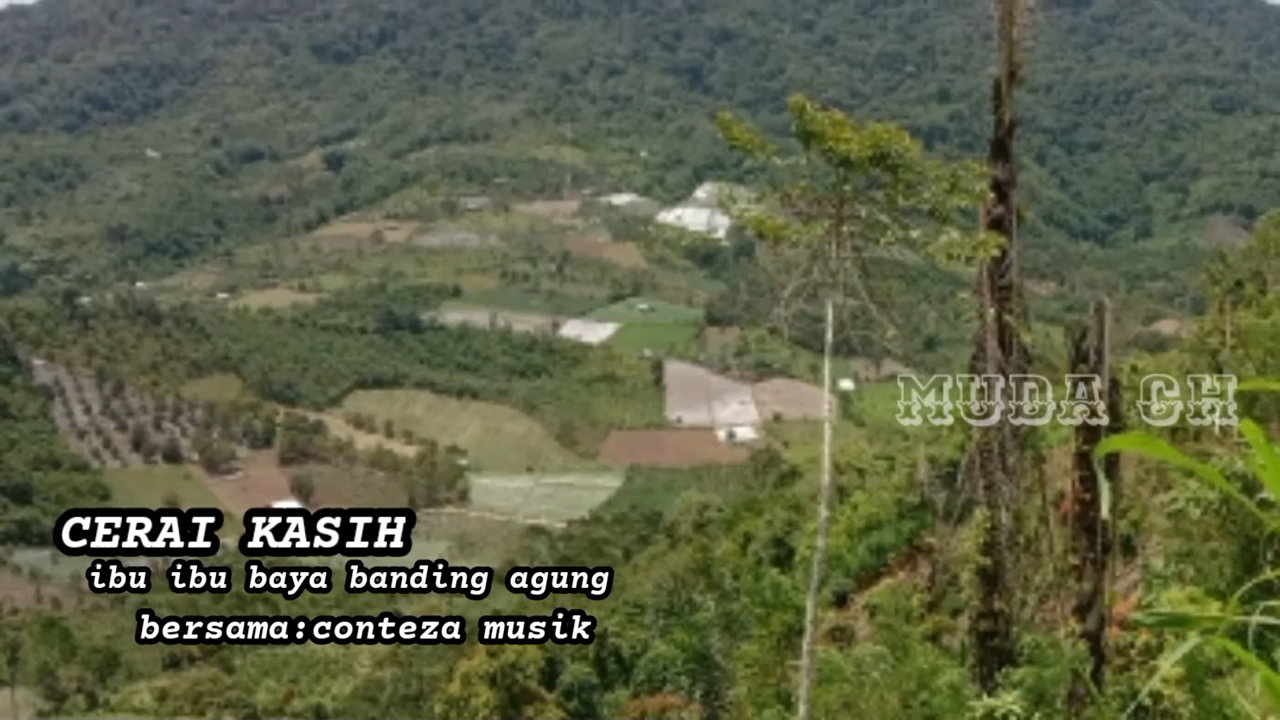 MUDA CH
CERAI KASIH
ibu ibu baya banding agung
bersama:conteza musik